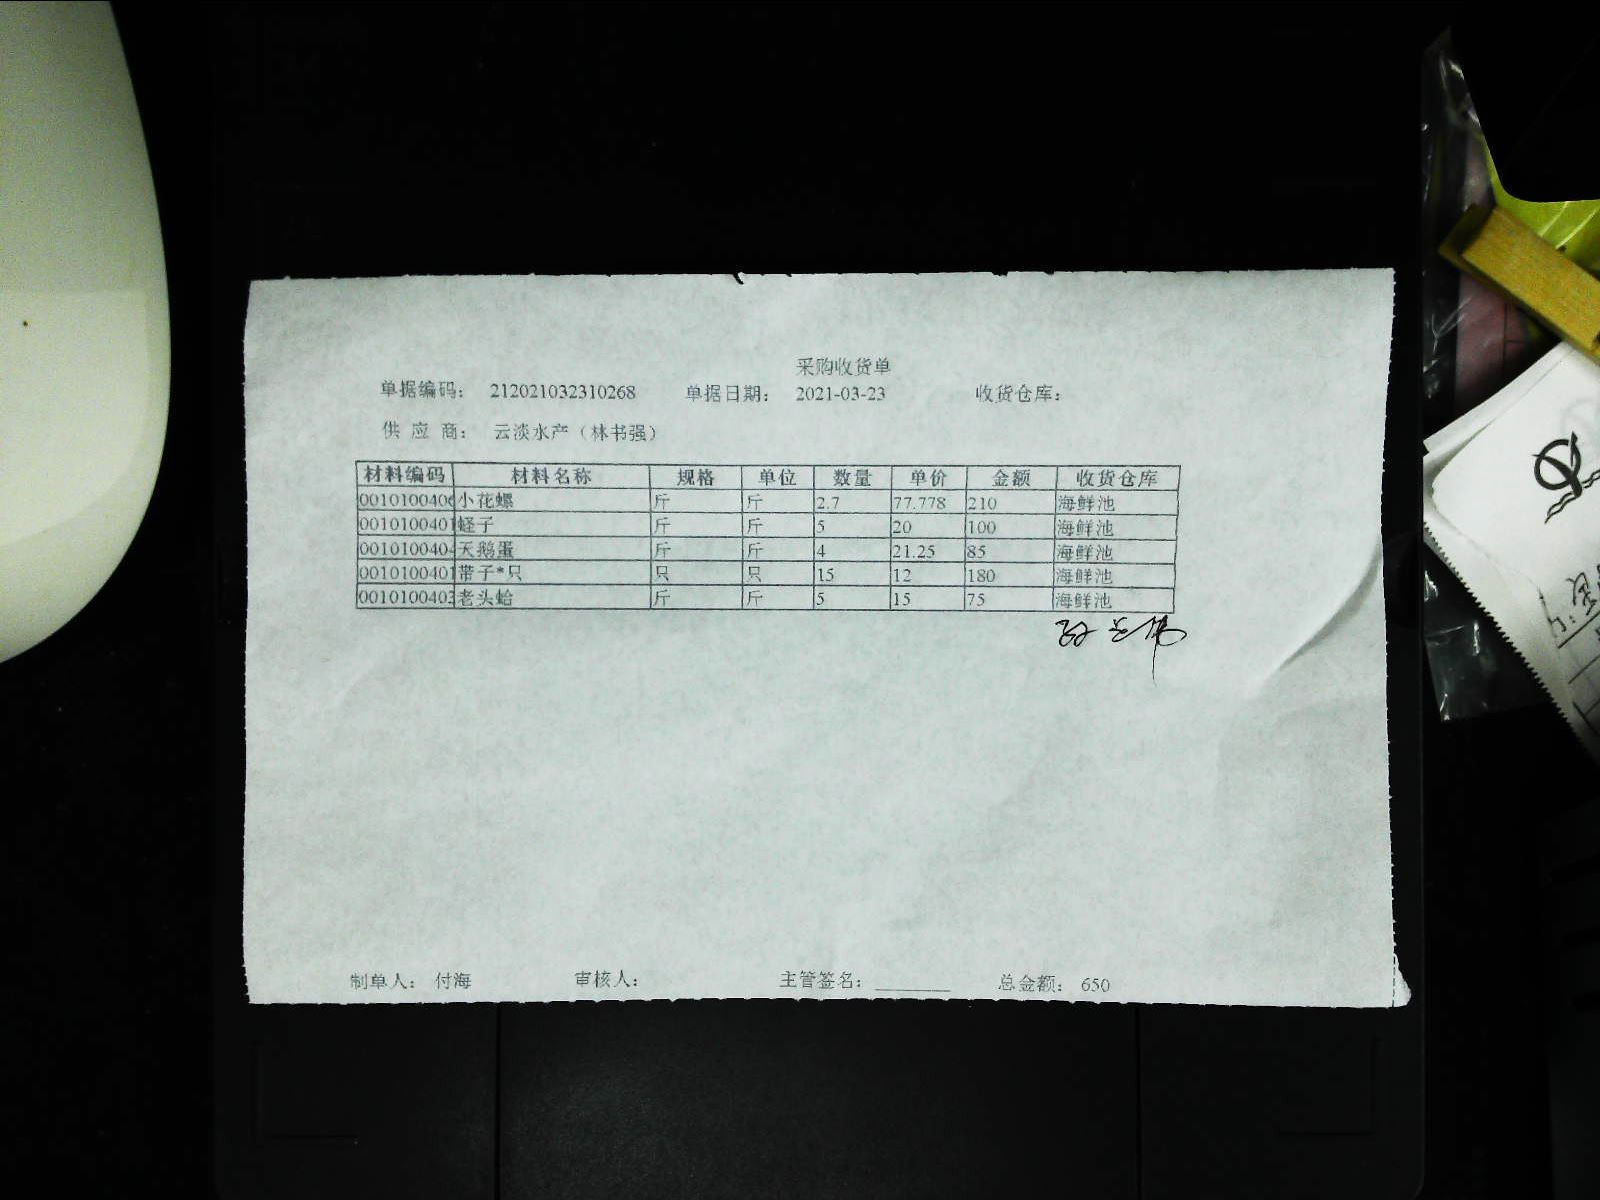 采购收货单
单据编码： 212021032310268 单据日期： 2021-03-23 收货仓库：
供 应 商： 云淡水产（林书强）
材料编码 材料名称 规格 单位 数量 单价 金额 收货仓库
0010100406 小花螺 斤 斤 2.7 77.778 210 海鲜池
0010100401 蛏子 斤 斤 5 20 100 海鲜池
0010100404 天鹅蛋 斤 斤 4 21.25 85 海鲜池
0010100401 带子*只 只 只 15 12 180 海鲜池
0010100403 老头蛤 斤 斤 5 15 75 海鲜池
制单人： 付海 审核人： 主管签名： 总金额： 650